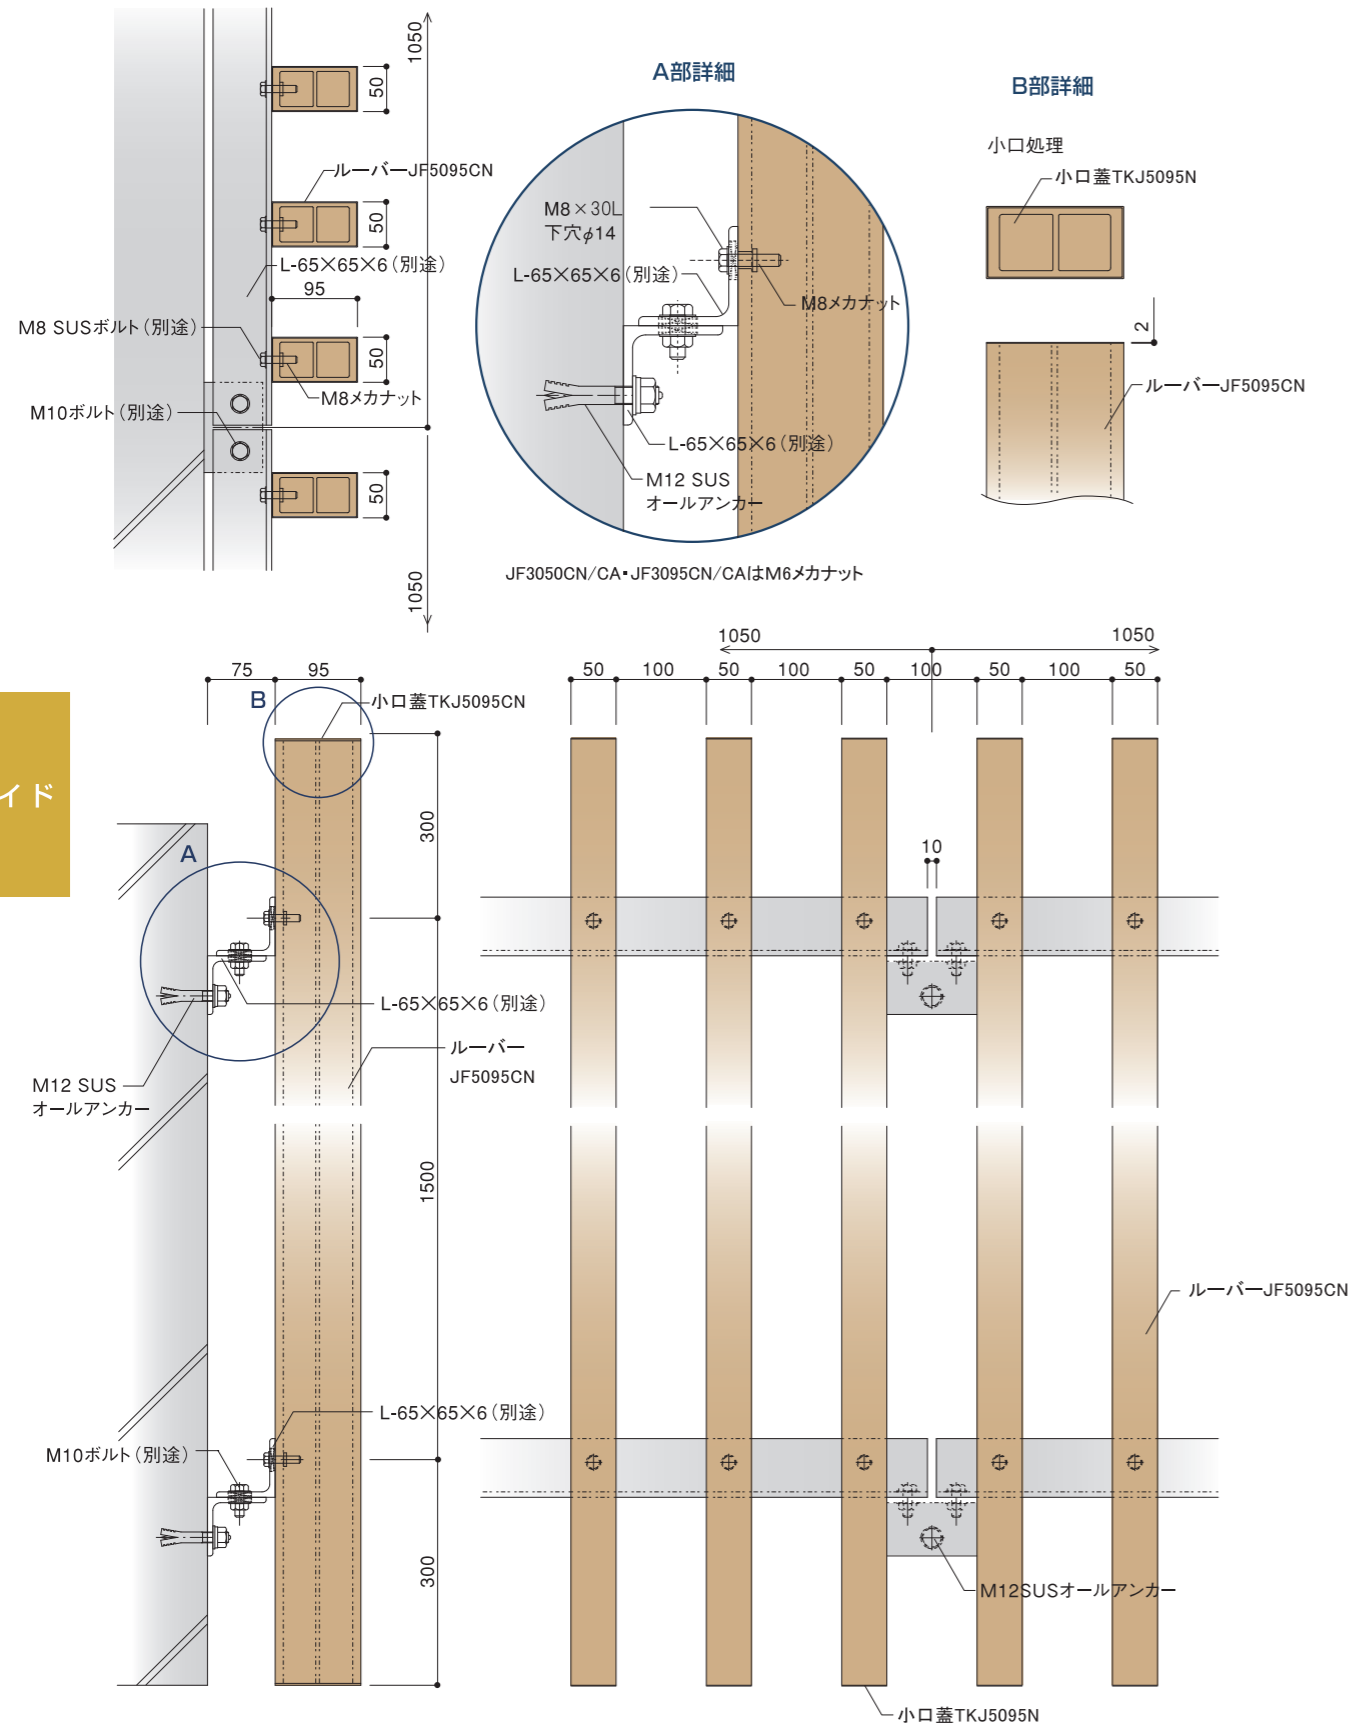 1050
50
ルーバーJF5095CN
50
L-65×65×6(別途)
95
M8 SUSボルト(別途)
50
M8メカナット
M10ボルト(別途)
50
1050
A部詳細
M8×30L
下穴φ14
L-65×65×6(別途)
M8メカナット
L-65×65×6(別途)
M12 SUS
オールアンカー
JF3050CN/CA・JF3095CN/CAはM6メカナット
B部詳細
小口処理
小口蓋TKJ5095N
2
ルーバーJF5095CN
イド
75
95
B
小口蓋TKJ5095CN
300
A
L-65×65×6(別途)
ルーバー
JF5095CN
M12 SUS
オールアンカー
1500
L-65×65×6(別途)
M10ボルト(別途)
300
1050
1050
50
100
50
100
50
100
50
100
50
10
ルーバーJF5095CN
M12SUSオールアンカー
小口蓋TKJ5095N